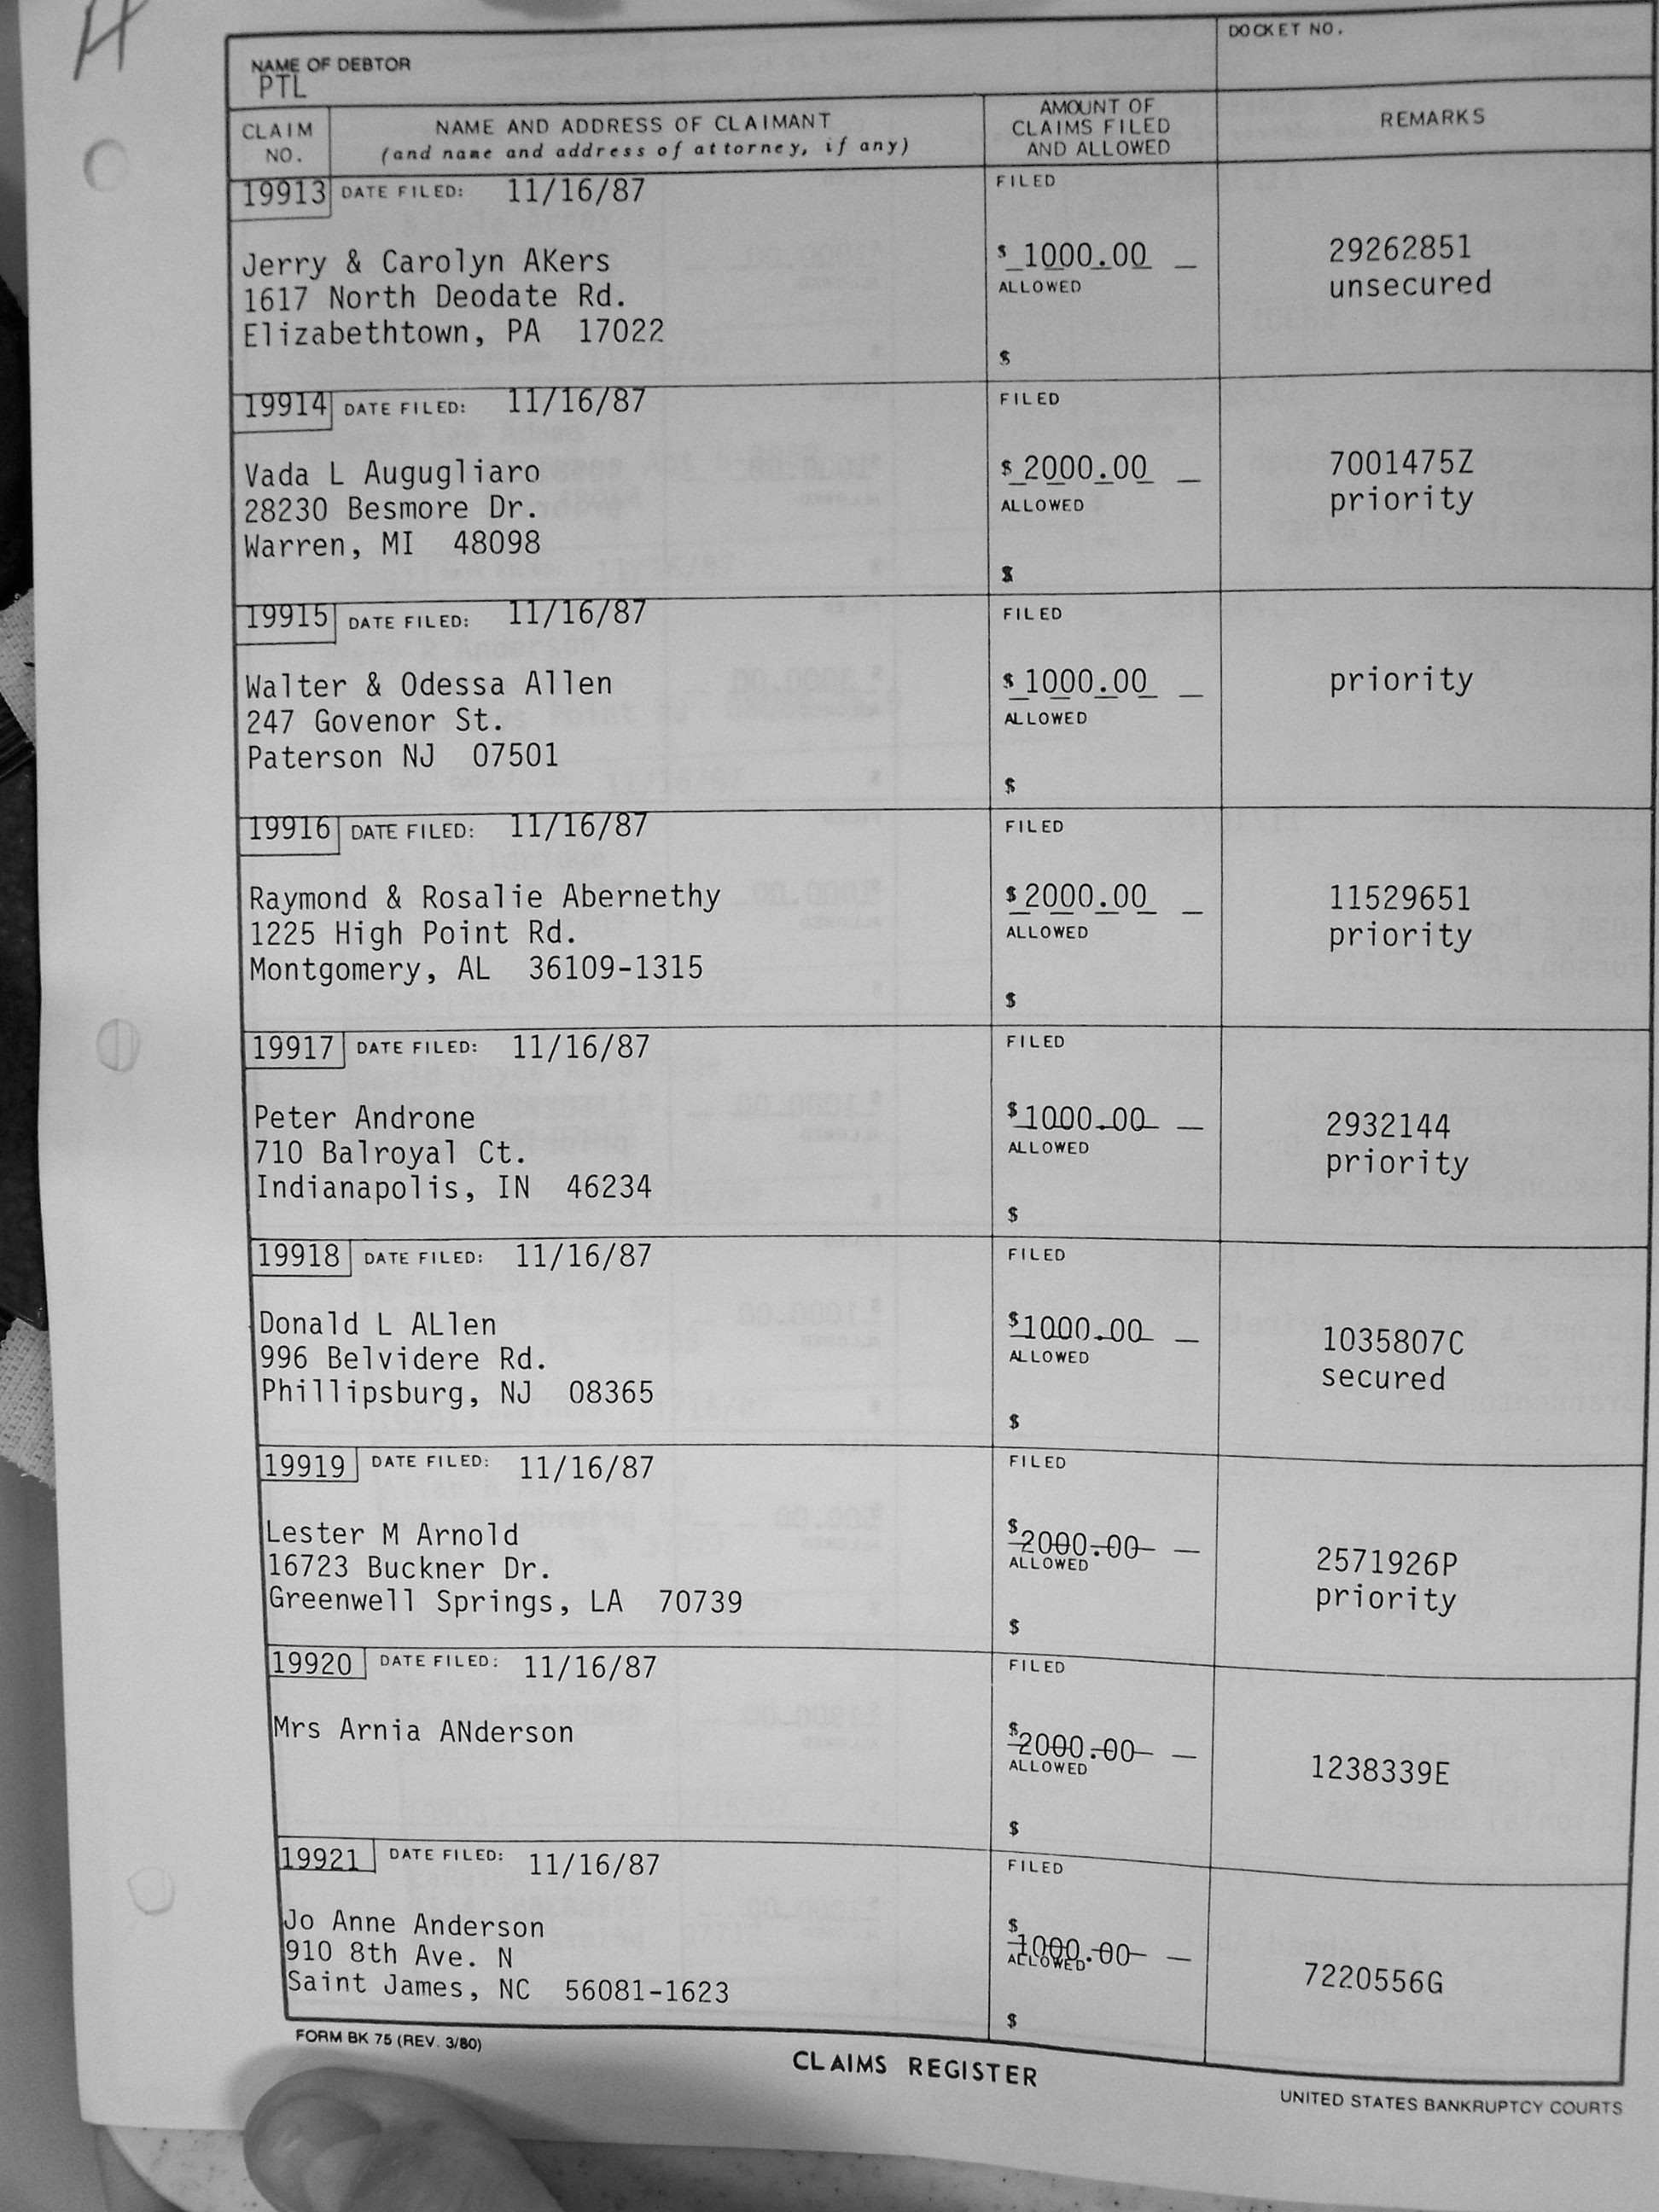 H
NAME OF DEBTOR
PTL
DOCKET NO.
CLAIM NO.
NAME AND ADDRESS OF CLAIMANT
(and name and address of attorney, if any)
AMOUNT OF CLAIMS FILED AND ALLOWED
REMARKS
19913 DATE FILED: 11/16/87 FILED
Jerry & Carolyn AKers $ 1000.00 29262851
1617 North Deodate Rd. ALLOWED unsecured
Elizabethtown, PA 17022
$
19914 DATE FILED: 11/16/87 FILED
Vada L Augugliaro $ 2000.00 7001475Z
28230 Besmore Dr. ALLOWED priority
Warren, MI 48098
$
19915 DATE FILED: 11/16/87 FILED
Walter & Odessa Allen $ 1000.00 priority
247 Govenor St. ALLOWED
Paterson NJ 07501
$
19916 DATE FILED: 11/16/87 FILED
Raymond & Rosalie Abernethy $ 2000.00 11529651
1225 High Point Rd. ALLOWED priority
Montgomery, AL 36109-1315
$
19917 DATE FILED: 11/16/87 FILED
Peter Androne $ 1000.00 2932144
710 Balroyal Ct. ALLOWED priority
Indianapolis, IN 46234
$
19918 DATE FILED: 11/16/87 FILED
Donald L ALlen $ 1000.00 1035807C
996 Belvidere Rd. ALLOWED secured
Phillipsburg, NJ 08365
$
19919 DATE FILED: 11/16/87 FILED
Lester M Arnold $ 2000.00 2571926P
16723 Buckner Dr. ALLOWED priority
Greenwell Springs, LA 70739
$
19920 DATE FILED: 11/16/87 FILED
Mrs Arnia ANderson $ 2000.00 1238339E
ALLOWED
$
19921 DATE FILED: 11/16/87 FILED
Jo Anne Anderson $ 1000.00 7220556G
910 8th Ave. N ALLOWED
Saint James, NC 56081-1623
$
FORM BK 75 (REV. 3/80)
CLAIMS REGISTER
UNITED STATES BANKRUPTCY COURTS